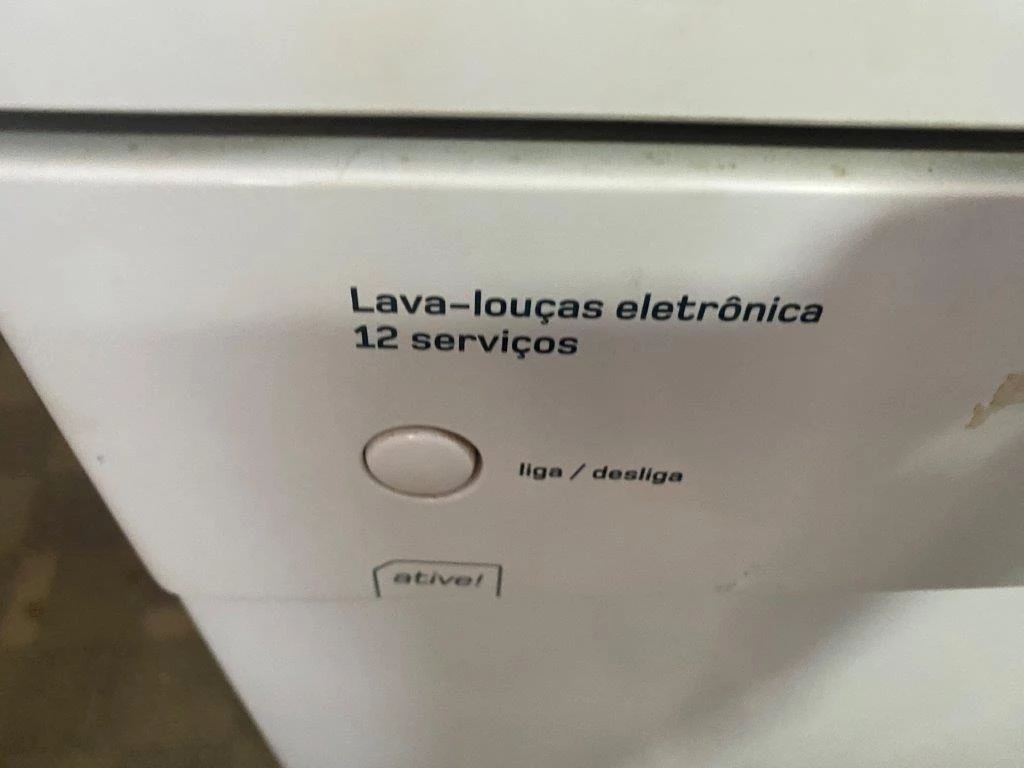 Lava-louças eletrônica
12 serviços
liga / desliga
ative!